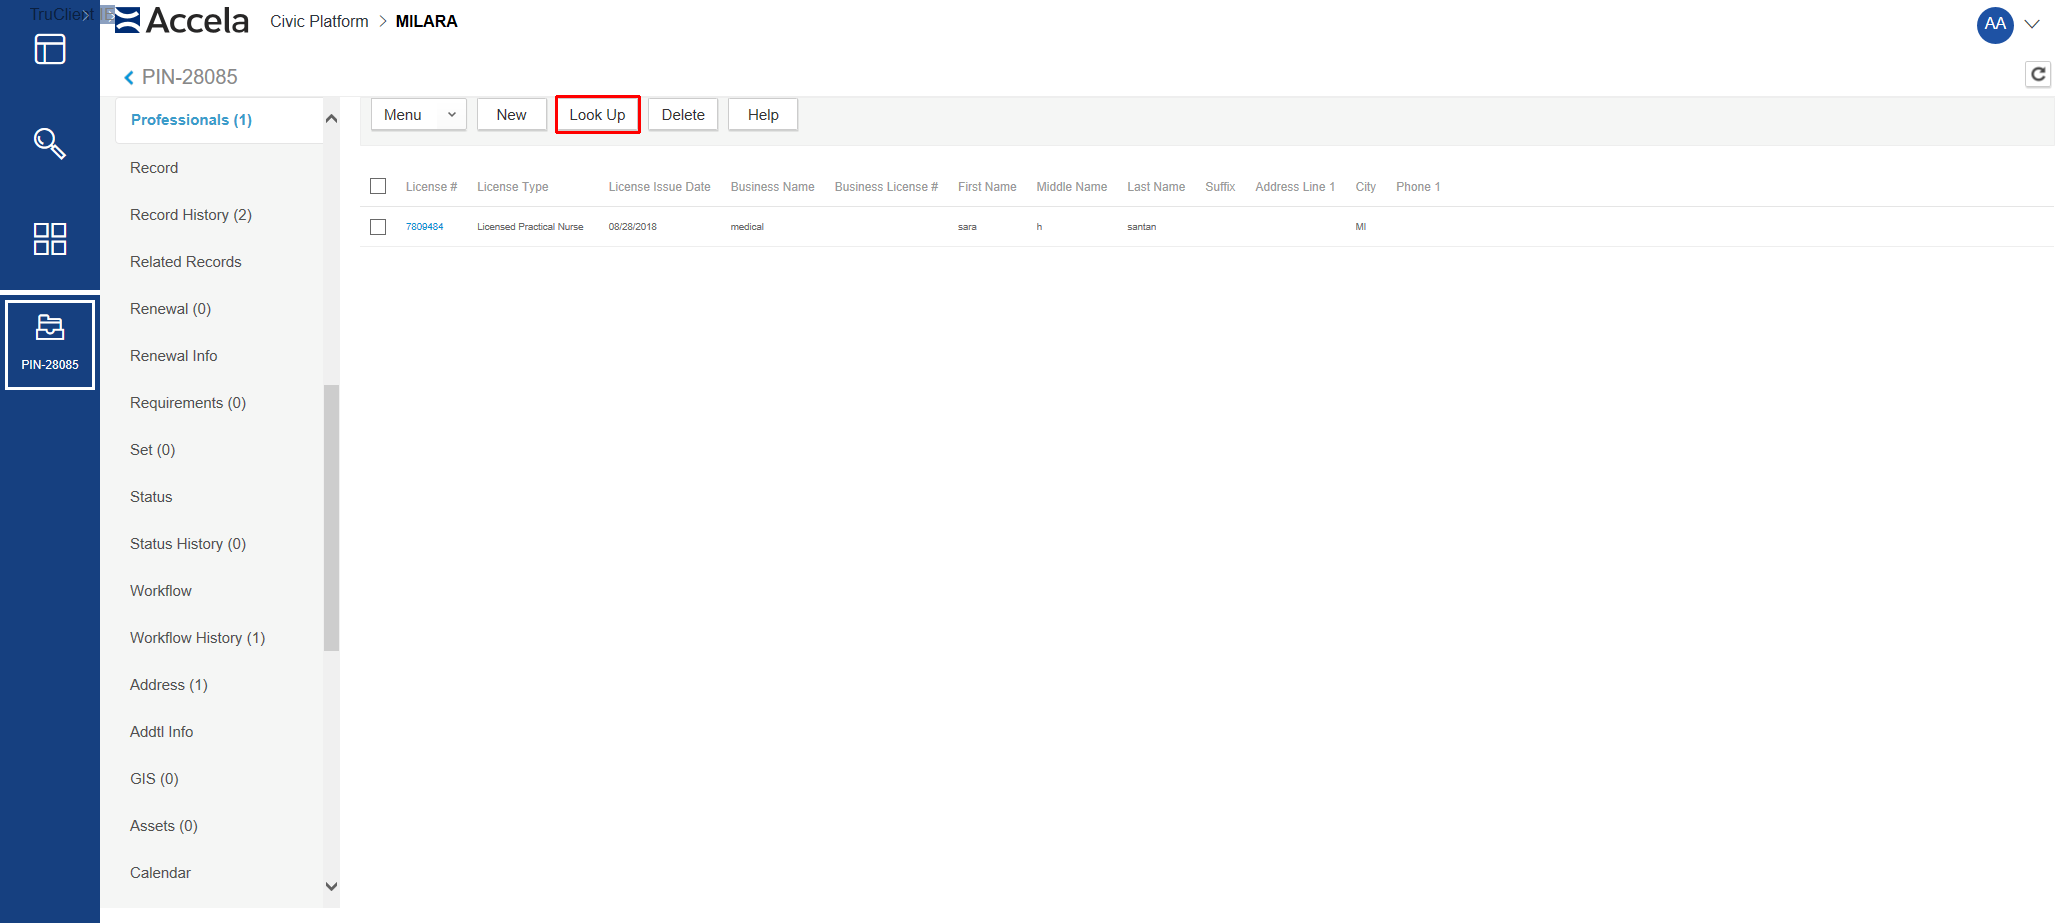 TruClient
Accela
Civic Platform > MILARA
AA
PIN-28085
PIN-28085
Professionals (1)
Record
Record History (2)
Related Records
Renewal (0)
Renewal Info
Requirements (0)
Set (0)
Status
Status History (0)
Workflow
Workflow History (1)
Address (1)
Addtl Info
GIS (0)
Assets (0)
Calendar
Menu New Look Up Delete Help
License # License Type License Issue Date Business Name Business License # First Name Middle Name Last Name Suffix Address Line 1 City Phone 1
7809484 Licensed Practical Nurse 08/28/2018 medical sara h santan MI